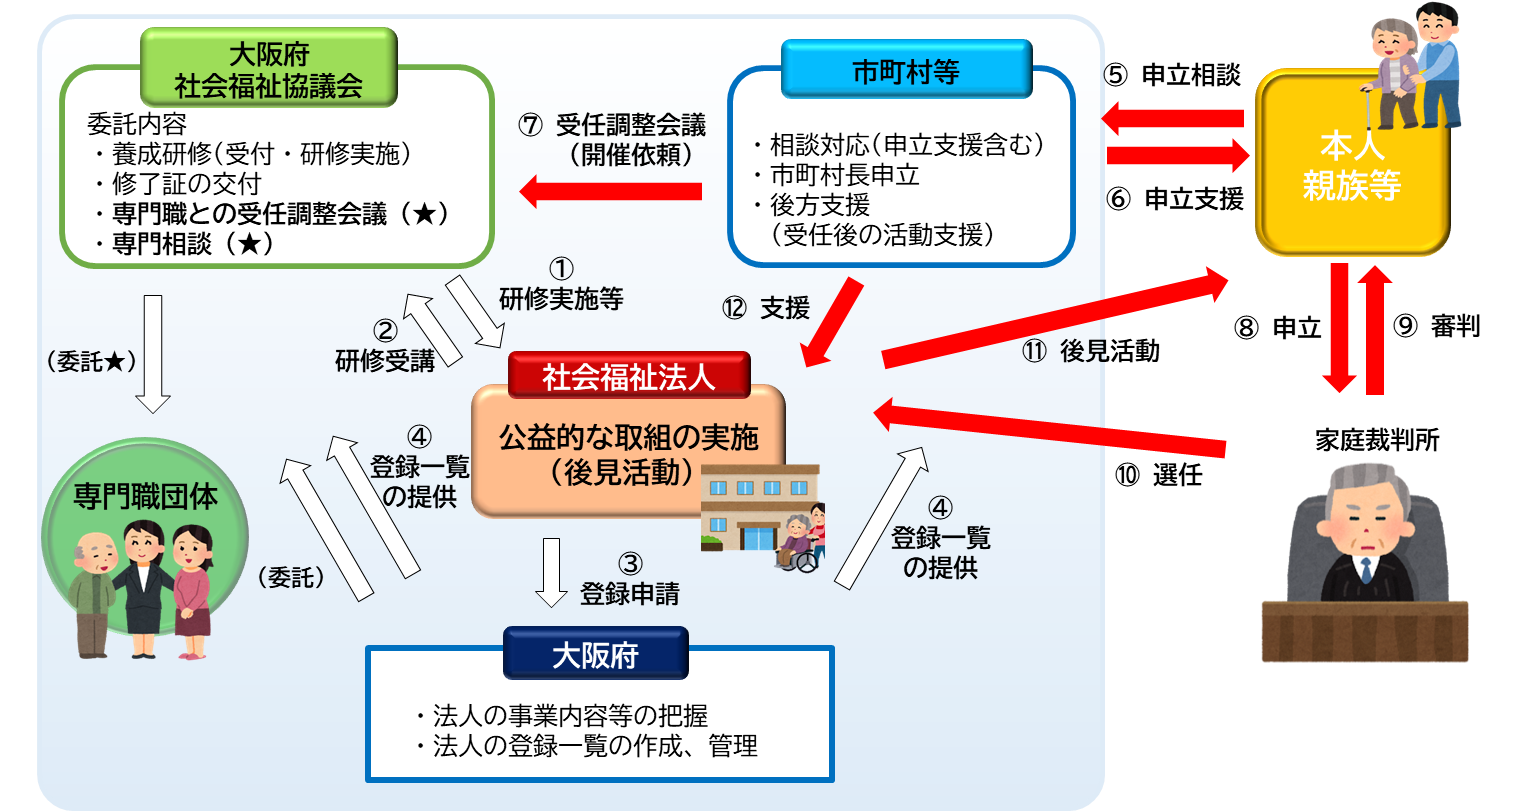 大阪府
社会福祉協議会
委託内容
・養成研修（受付・研修実施）
・修了証の交付
・専門職との受任調整会議（★）
・専門相談（★）
⑦ 受任調整会議
（開催依頼）
市町村等
・相談対応（申立支援含む）
・市町村長申立
・後方支援
（受任後の活動支援）
⑤ 申立相談
⑥ 申立支援
本人
親族等
①
研修実施等
②
研修受講
⑫ 支援
⑪ 後見活動
⑧ 申立
⑨ 審判
（委託★）
社会福祉法人
公益的な取組の実施
（後見活動）
④
登録一覧
の提供
専門職団体
（委託）
③
登録申請
④
登録一覧
の提供
⑩ 選任
家庭裁判所
大阪府
・法人の事業内容等の把握
・法人の登録一覧の作成、管理